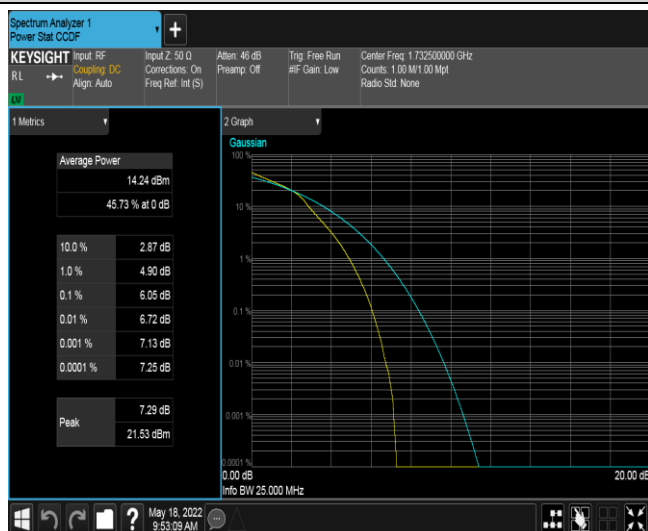 Spectrum Analyzer 1
Power Stat CCDF
KEYSIGHT
RL
Input: RF
Coupling: DC
Align: Auto
Input Z: 50 Ω
Corrections: On
Freq Ref: Int (S)
Atten: 46 dB
Preamp: Off
Trig: Free Run
#IF Gain: Low
Center Freq: 1.732500000 GHz
Counts: 1.00 M/1.00 Mpt
Radio Std: None
1 Metrics
Average Power
14.24 dBm
45.73 % at 0 dB
10.0 % 2.87 dB
1.0 % 4.90 dB
0.1 % 6.05 dB
0.01 % 6.72 dB
0.001 % 7.13 dB
0.0001 % 7.25 dB
Peak
7.29 dB
21.53 dBm
2 Graph
Gaussian
100 %
10 %
1 %
0.1 %
0.01 %
0.001 %
0.0001 %
0.00 dB
20.00 dB
Info BW 25.000 MHz
?
May 18, 2022
9:53:09 AM